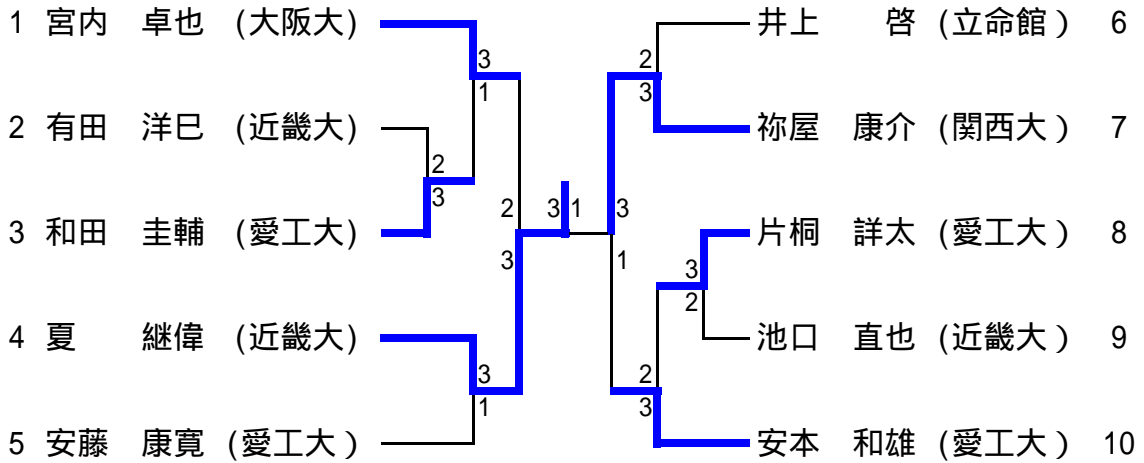 1 宮内 卓也 (大阪大) 井上 啓 (立命館) 6
3 2
1 3
2 有田 洋巳 (近畿大) 祢屋 康介 (関西大) 7
2
3
3 和田 圭輔 (愛工大) 2 3 1 3 片桐 詳太 (愛工大) 8
3 1 3
2
4 夏 継偉 (近畿大) 池口 直也 (近畿大) 9
3 2
1 3
5 安藤 康寛 (愛工大) 安本 和雄 (愛工大) 10